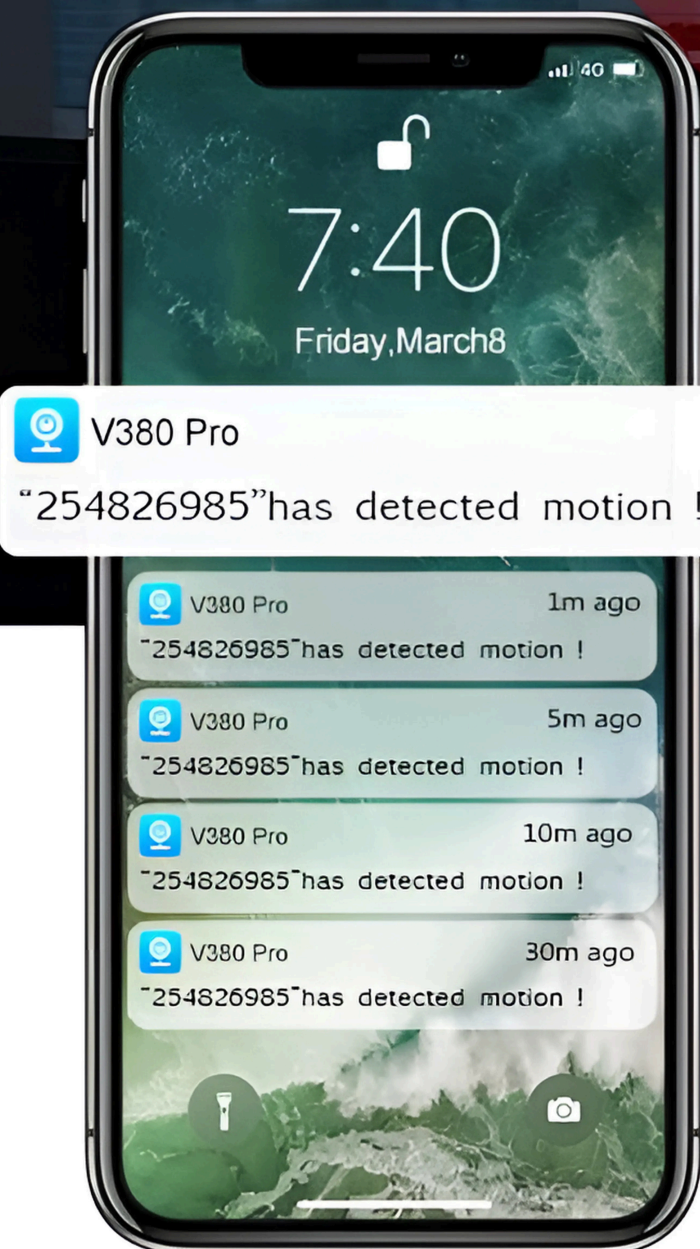 4G
7:40
Friday,March8
V380 Pro
“254826985”has detected motion !
V380 Pro 1m ago
"254826985"has detected motion !
V380 Pro 5m ago
"254826985"has detected motion !
V380 Pro 10m ago
"254826985"has detected motion !
V380 Pro 30m ago
"254826985"has detected motion !